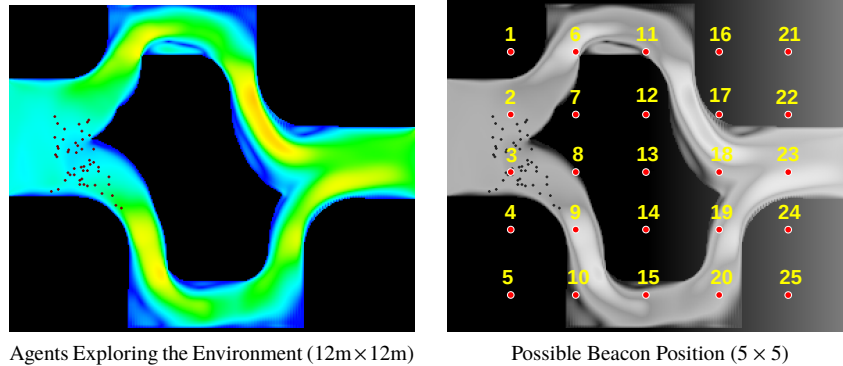 1 6 11 16 21
2 7 12 17 22
3 8 13 18 23
4 9 14 19 24
5 10 15 20 25
Agents Exploring the Environment (12m×12m)
Possible Beacon Position (5 × 5)